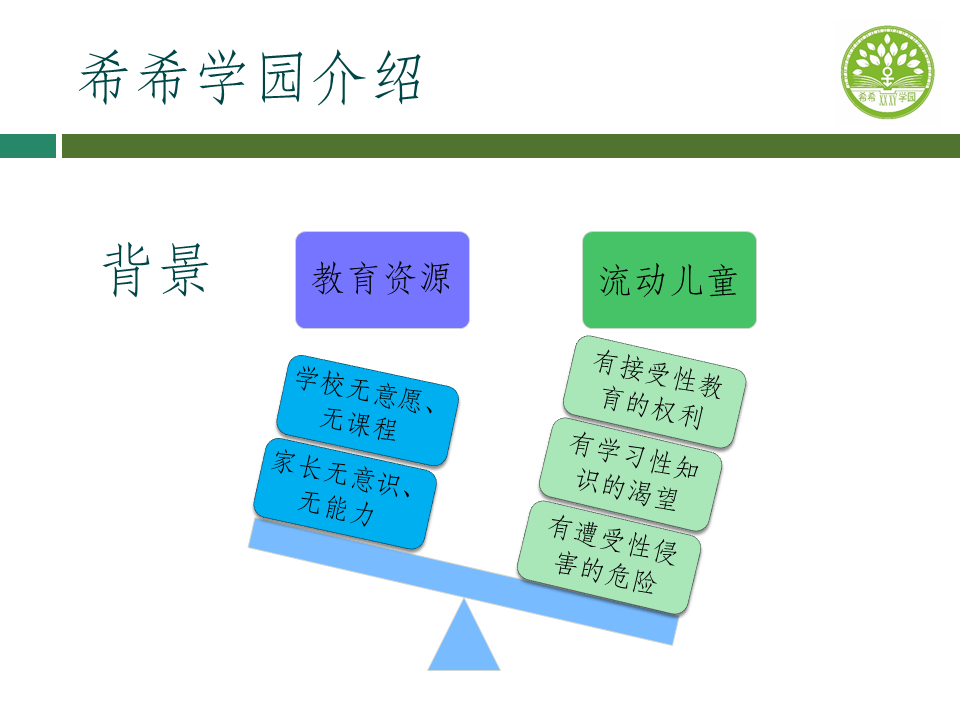 希希学园介绍
希希 XXXY 学园
背景
教育资源
流动儿童
学校无意愿、
无课程
家长无意识、
无能力
有接受性教
育的权利
有学习性知
识的渴望
有遭受性侵
害的危险